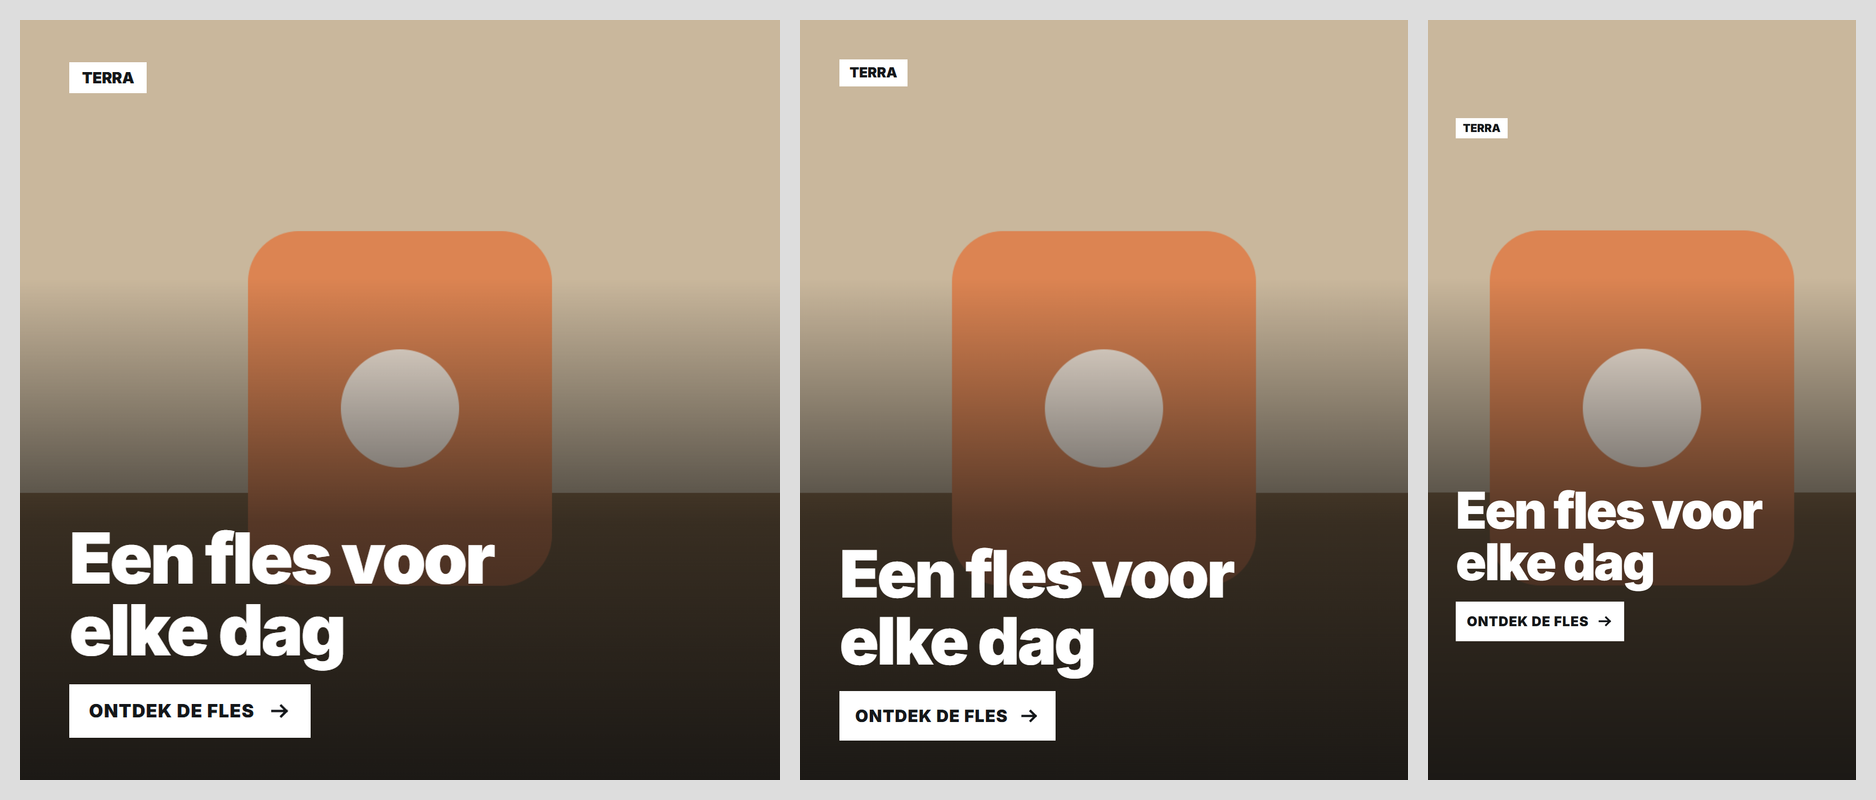 TERRA
Een fles voor
elke dag
ONTDEK DE FLES →
TERRA
Een fles voor
elke dag
ONTDEK DE FLES →
TERRA
Een fles voor
elke dag
ONTDEK DE FLES →